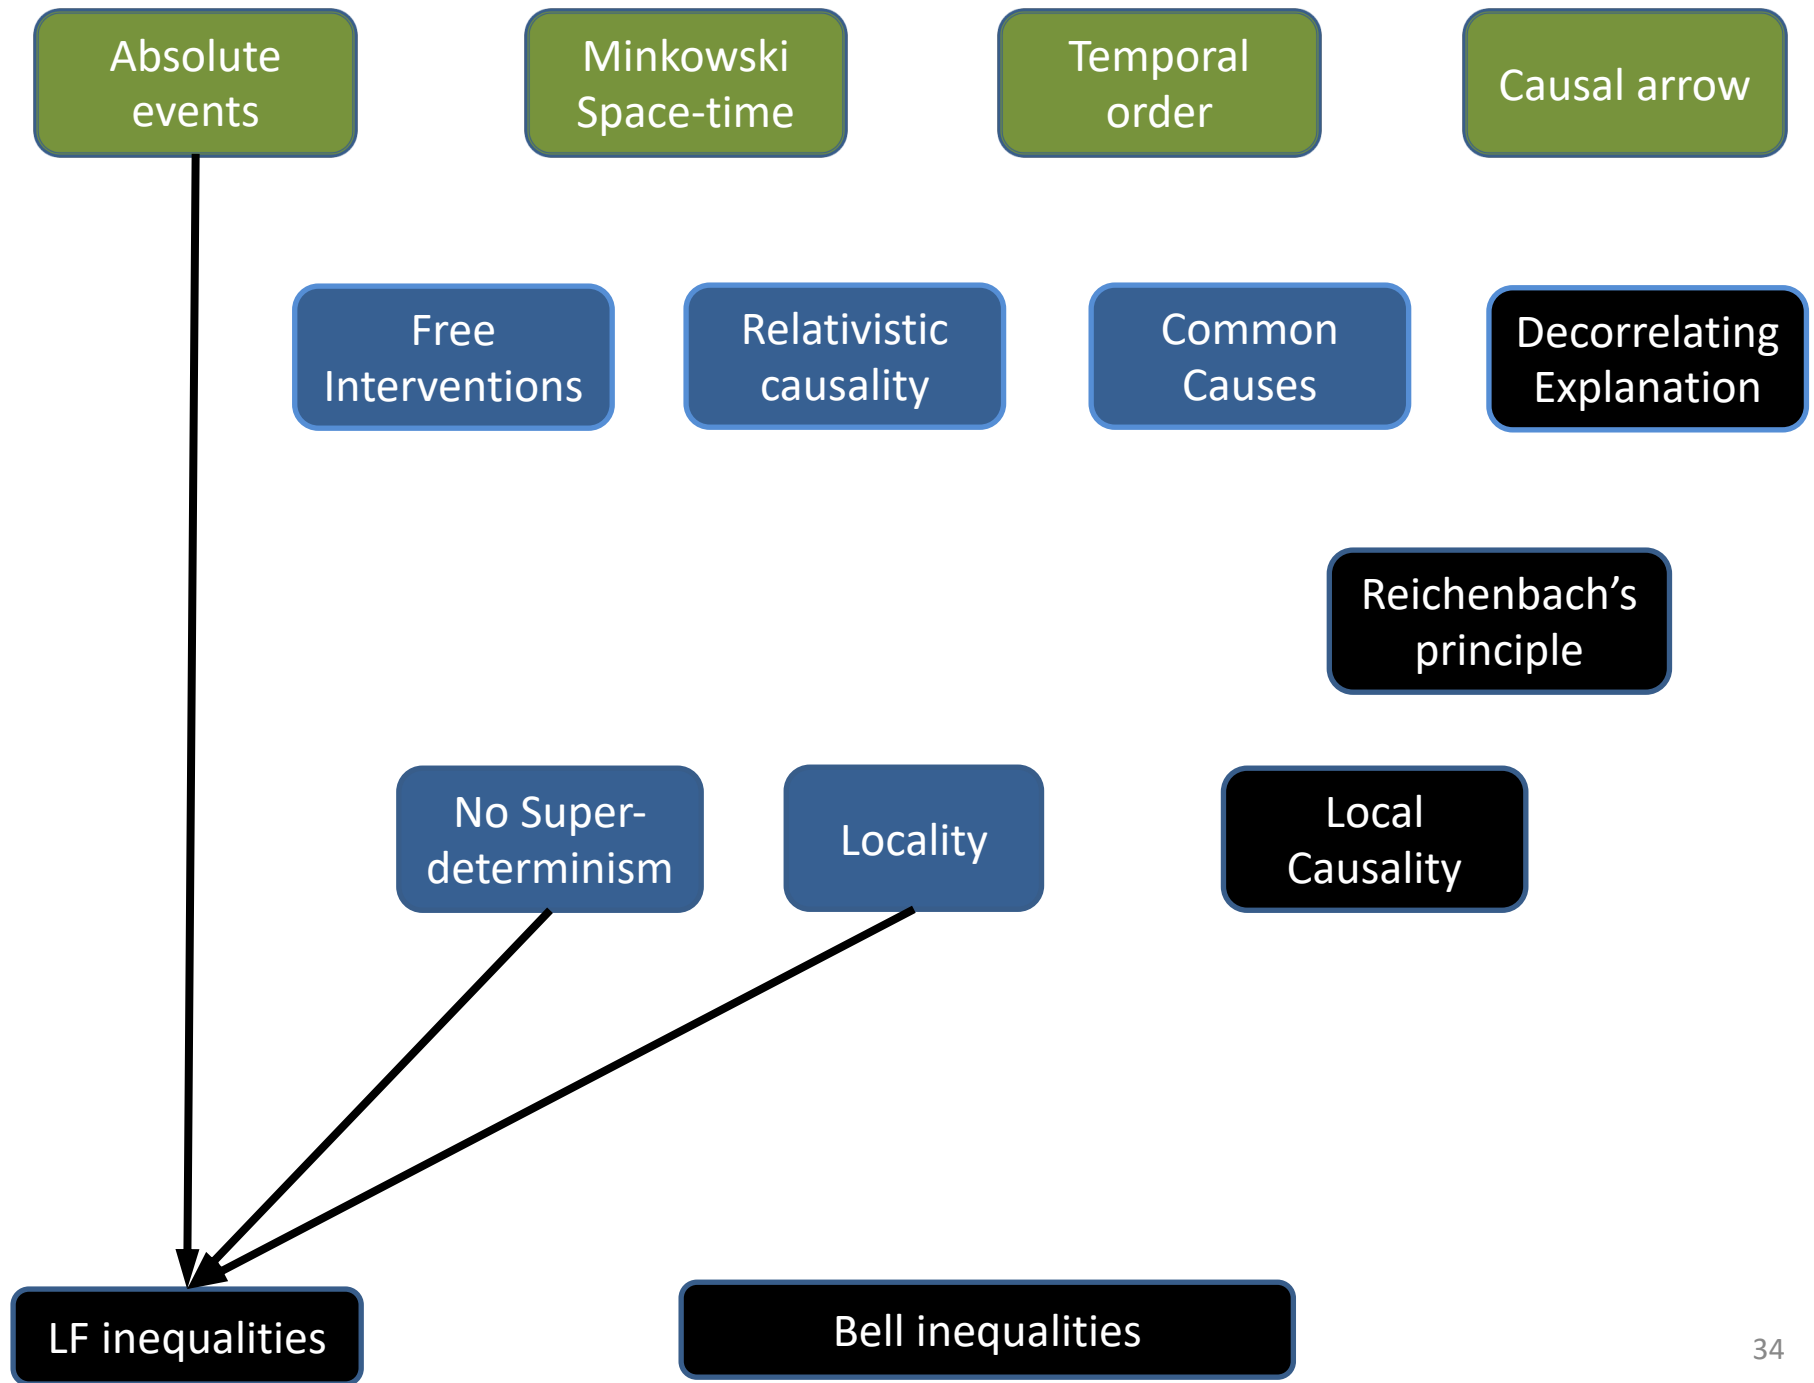 Absolute
events
Minkowski
Space-time
Temporal
order
Causal arrow
Free
Interventions
Relativistic
causality
Common
Causes
Decorrelating
Explanation
Reichenbach’s
principle
No Super-
determinism
Locality
Local
Causality
LF inequalities
Bell inequalities
34